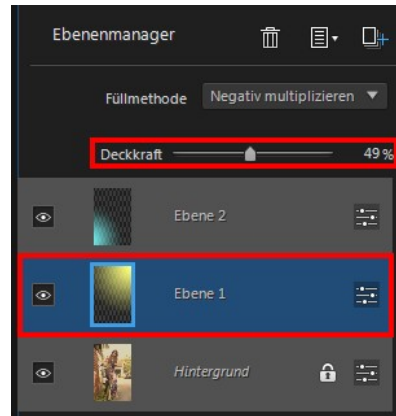 Ebenenmanager
Füllmethode Negativ multiplizieren
Deckkraft 49%
Ebene 2
Ebene 1
Hintergrund